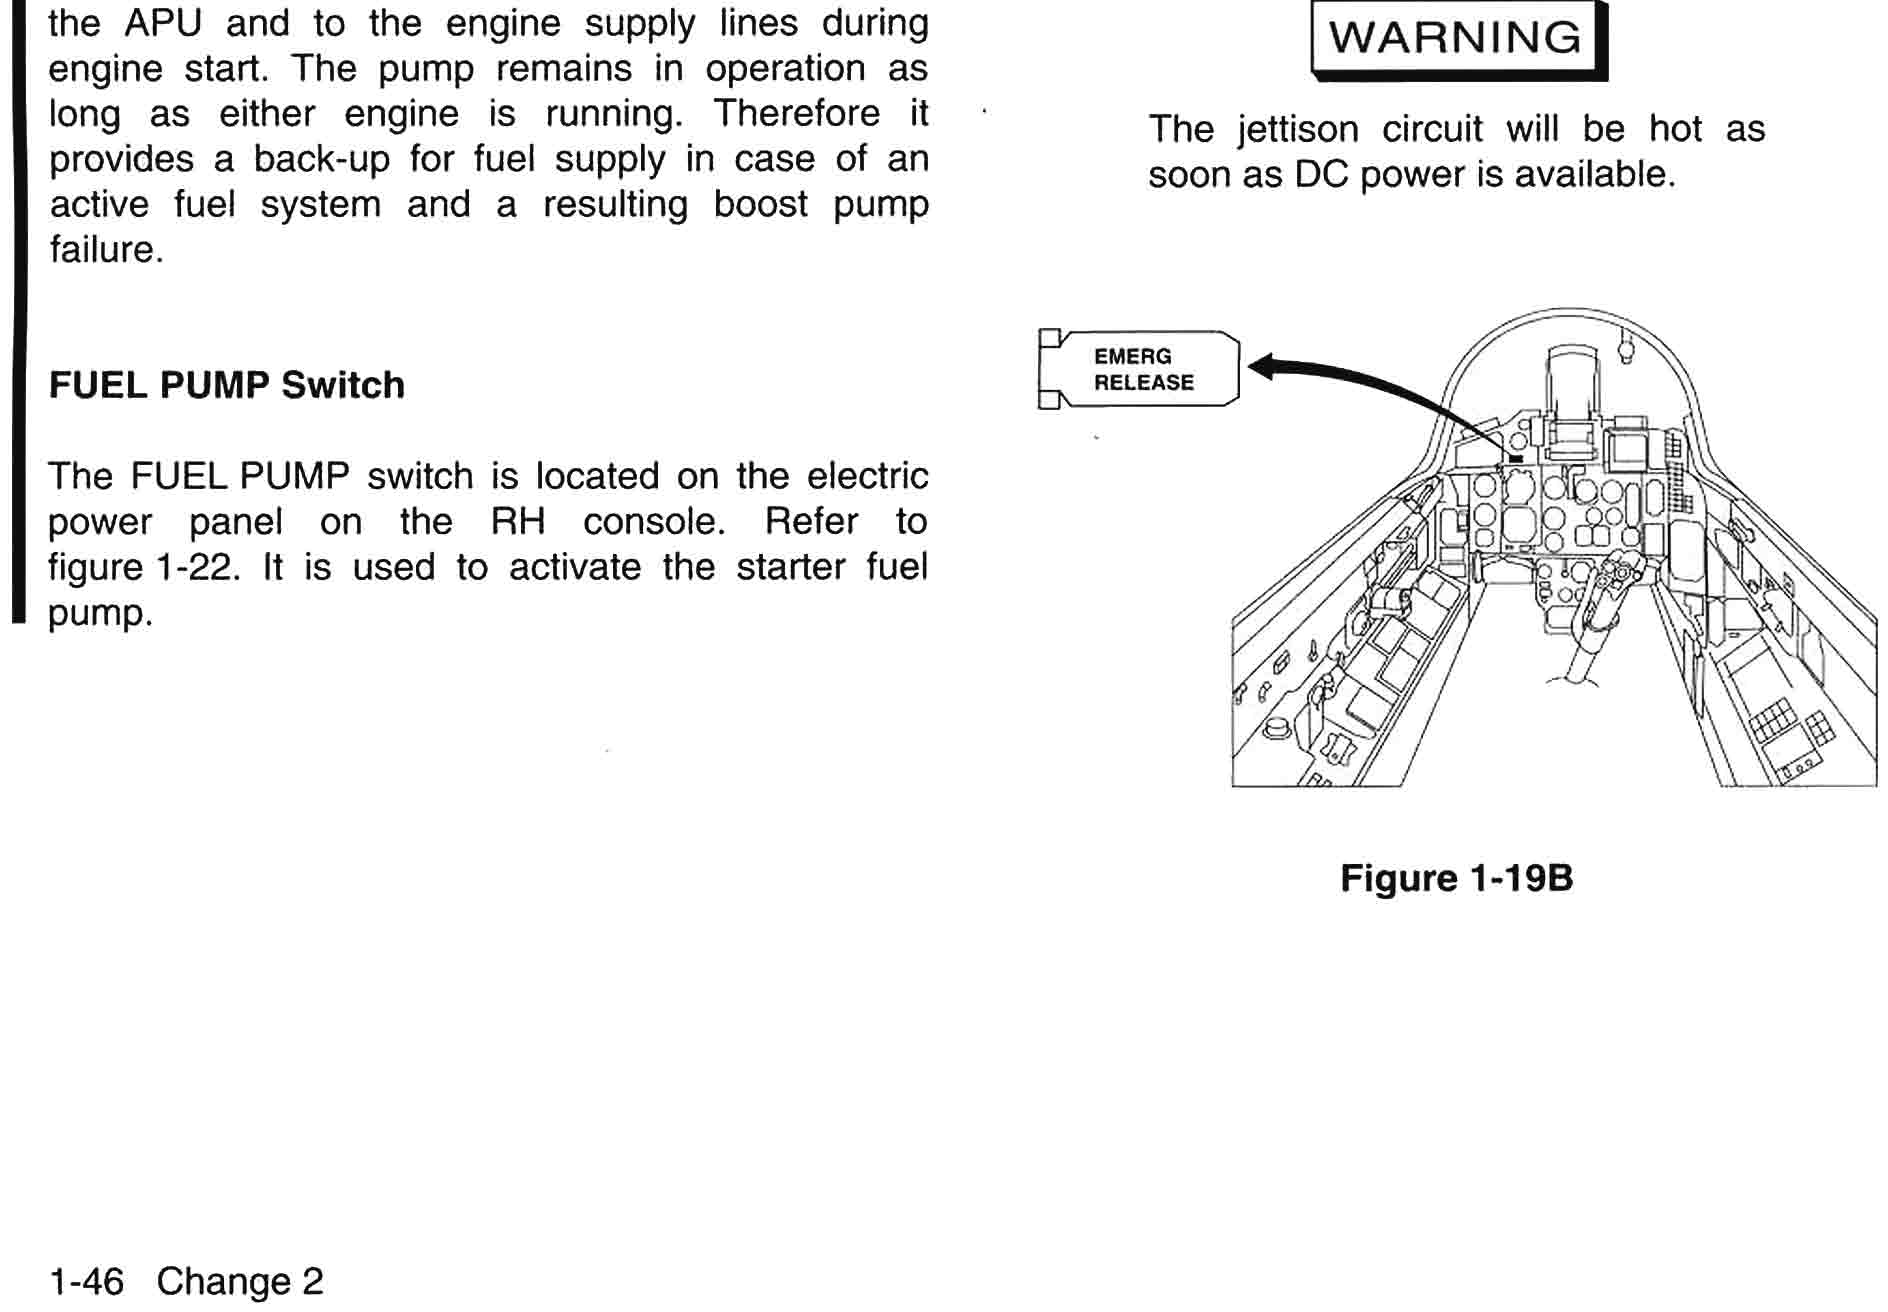 the APU and to the engine supply lines during
engine start. The pump remains in operation as
long as either engine is running. Therefore it
provides a back-up for fuel supply in case of an
active fuel system and a resulting boost pump
failure.
FUEL PUMP Switch
The FUEL PUMP switch is located on the electric
power panel on the RH console. Refer to
figure 1-22. It is used to activate the starter fuel
pump.
WARNING
The jettison circuit will be hot as
soon as DC power is available.
EMERG
RELEASE
Figure 1-19B
1-46 Change 2